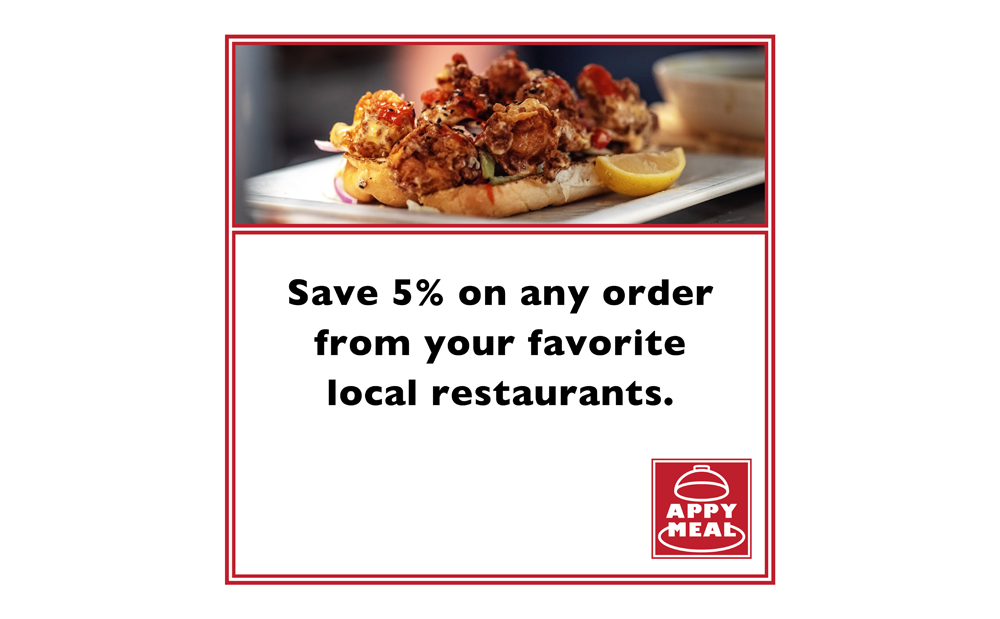 Save 5% on any order
from your favorite
local restaurants.
APPY
MEAL